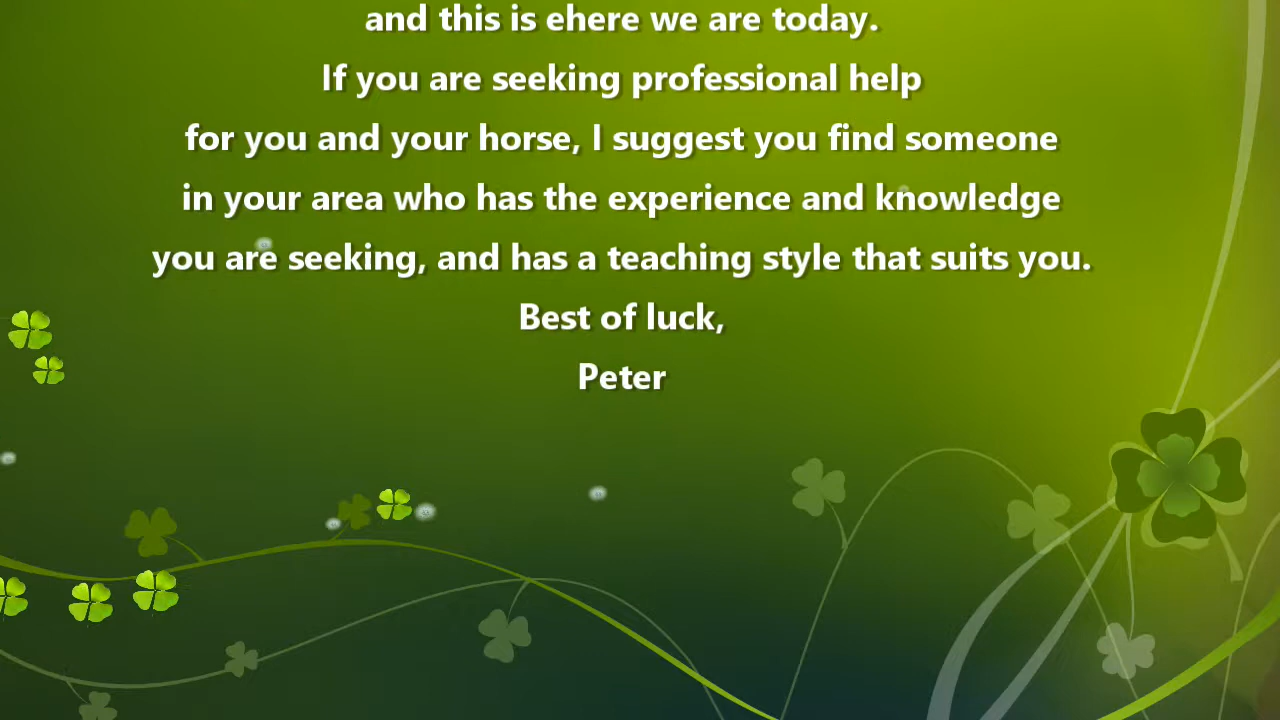 and this is ehere we are today.
If you are seeking professional help
for you and your horse, I suggest you find someone
in your area who has the experience and knowledge
you are seeking, and has a teaching style that suits you.
Best of luck,
Peter